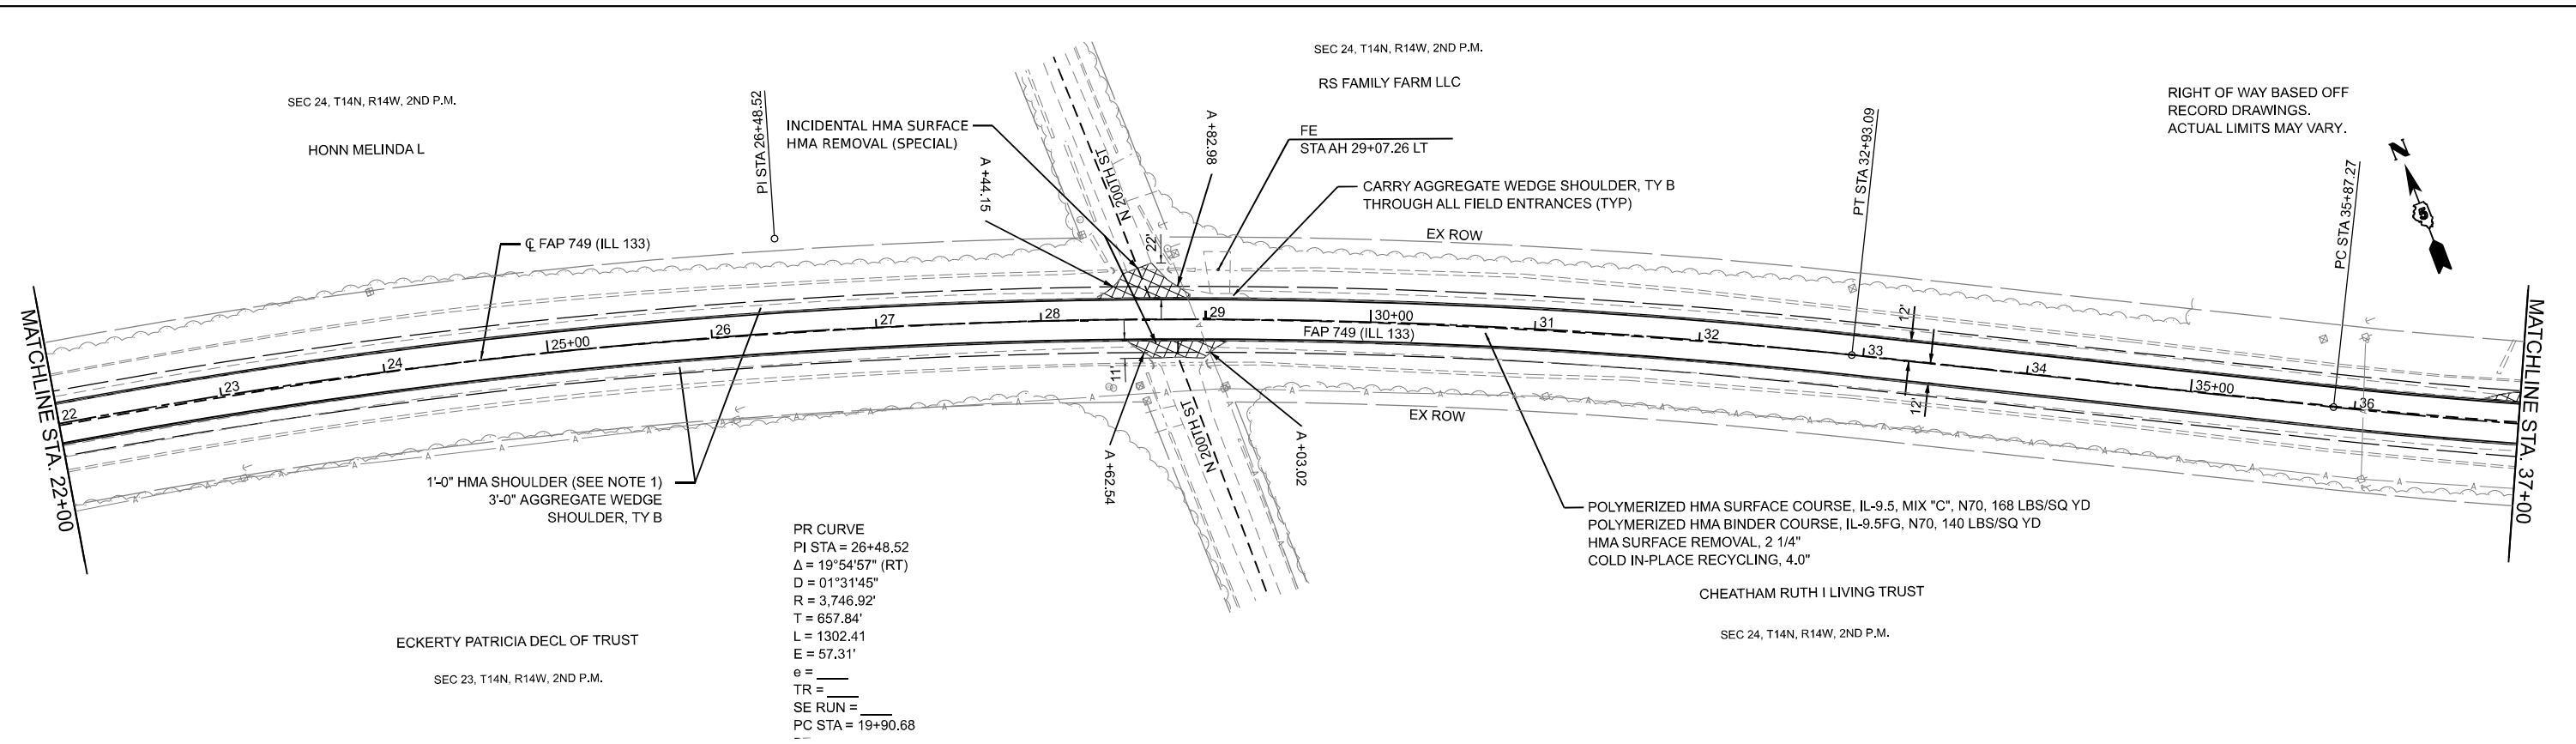 SEC 24, T14N, R14W, 2ND P.M.
HONN MELINDA L
PI STA 26+48.52
INCIDENTAL HMA SURFACE
HMA REMOVAL (SPECIAL)
A +44.15
N 200TH ST
22'
A +82.98
SEC 24, T14N, R14W, 2ND P.M.
RS FAMILY FARM LLC
FE
STA AH 29+07.26 LT
CARRY AGGREGATE WEDGE SHOULDER, TY B
THROUGH ALL FIELD ENTRANCES (TYP)
EX ROW
PT STA 32+93.09
RIGHT OF WAY BASED OFF
RECORD DRAWINGS.
ACTUAL LIMITS MAY VARY.
PC STA 35+87.27
N
5
℄ FAP 749 (ILL 133)
MATCHLINE STA. 22+00
22
23
24
25+00
26
27
28
29
30+00
31
32
33
34
35+00
36
FAP 749 (ILL 133)
12'
12'
11'
MATCHLINE STA. 37+00
A +62.54
N 200TH ST
A +03.02
EX ROW
1'-0" HMA SHOULDER (SEE NOTE 1)
3'-0" AGGREGATE WEDGE
SHOULDER, TY B
POLYMERIZED HMA SURFACE COURSE, IL-9.5, MIX "C", N70, 168 LBS/SQ YD
POLYMERIZED HMA BINDER COURSE, IL-9.5FG, N70, 140 LBS/SQ YD
HMA SURFACE REMOVAL, 2 1/4"
COLD IN-PLACE RECYCLING, 4.0"
CHEATHAM RUTH I LIVING TRUST
SEC 24, T14N, R14W, 2ND P.M.
ECKERTY PATRICIA DECL OF TRUST
SEC 23, T14N, R14W, 2ND P.M.
PR CURVE
PI STA = 26+48.52
Δ = 19°54'57" (RT)
D = 01°31'45"
R = 3,746.92'
T = 657.84'
L = 1302.41
E = 57.31'
e = ____
TR = ____
SE RUN = ____
PC STA = 19+90.68